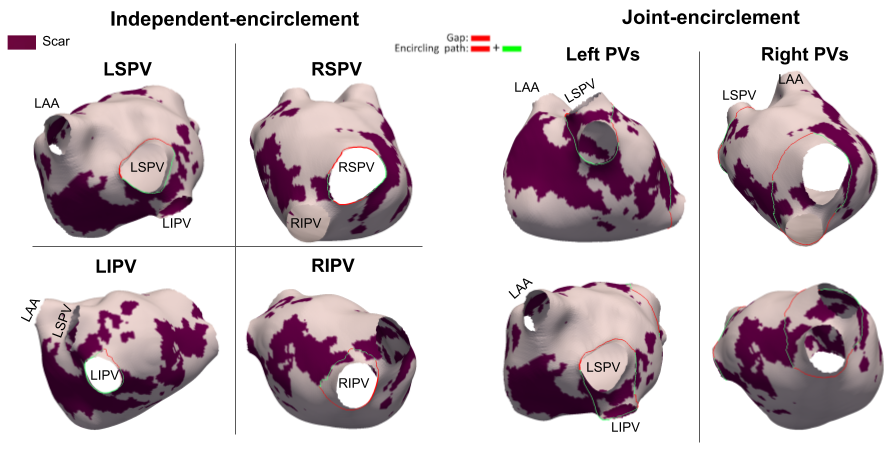 Independent-encirclement
Joint-encirclement
Scar
Gap:
Encircling path: +
LSPV
RSPV
Left PVs
Right PVs
LAA
LSPV
LIPV
RSPV
RIPV
LAA
LSPV
LSPV
LAA
LIPV
RIPV
LAA
LSPV
LIPV
RIPV
LAA
LSPV
LIPV